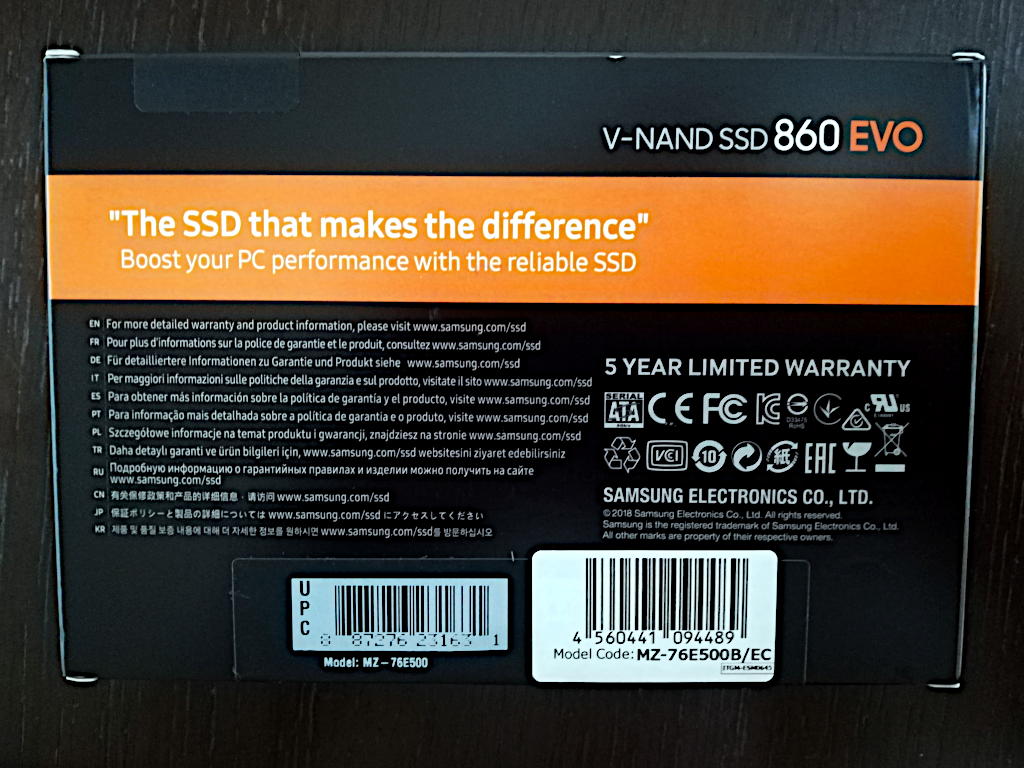 V-NAND SSD 860 EVO
"The SSD that makes the difference"
Boost your PC performance with the reliable SSD
EN For more detailed warranty and product information, please visit www.samsung.com/ssd
FR Pour plus d'informations sur la police de garantie et le produit, consultez www.samsung.com/ssd
DE Für detailliertere Informationen zu Garantie und Produkt siehe www.samsung.com/ssd
IT Per maggiori informazioni sulle politiche della garanzia e sul prodotto, visitate il sito www.samsung.com/ssd
ES Para obtener más información sobre la política de garantía y el producto, visite www.samsung.com/ssd
PT Para informação mais detalhada sobre a política de garantia e o produto, visite www.samsung.com/ssd
PL Szczegółowe informacje na temat produktu i gwarancji, znajdziesz na stronie www.samsung.com/ssd
TR Daha detaylı garanti ve ürün bilgileri için, www.samsung.com/ssd websitesini ziyaret edebilirsiniz
RU Подробную информацию о гарантийных правилах и изделии можно получить на сайте
www.samsung.com/ssd
CN 有关保修政策和产品的详细信息，请访问 www.samsung.com/ssd
JP 保証ポリシーと製品の詳細については www.samsung.com/ssd にアクセスしてください
KR 제품 및 품질 보증 내용에 대해 더 자세한 정보를 원하시면 www.samsung.com/ssd를 방문하십시오
5 YEAR LIMITED WARRANTY
SERIAL ATA CE FC KC e D33475 RoHS c RU US
VCI 10 紙 EAC
SAMSUNG ELECTRONICS CO., LTD.
©2018 Samsung Electronics Co., Ltd. All rights reserved.
Samsung is the registered trademark of Samsung Electronics Co., Ltd.
All other marks are property of their respective owners.
UPC
8 87276 23163 1
Model: MZ-76E500
4 560441 094489
Model Code: MZ-76E500B/EC